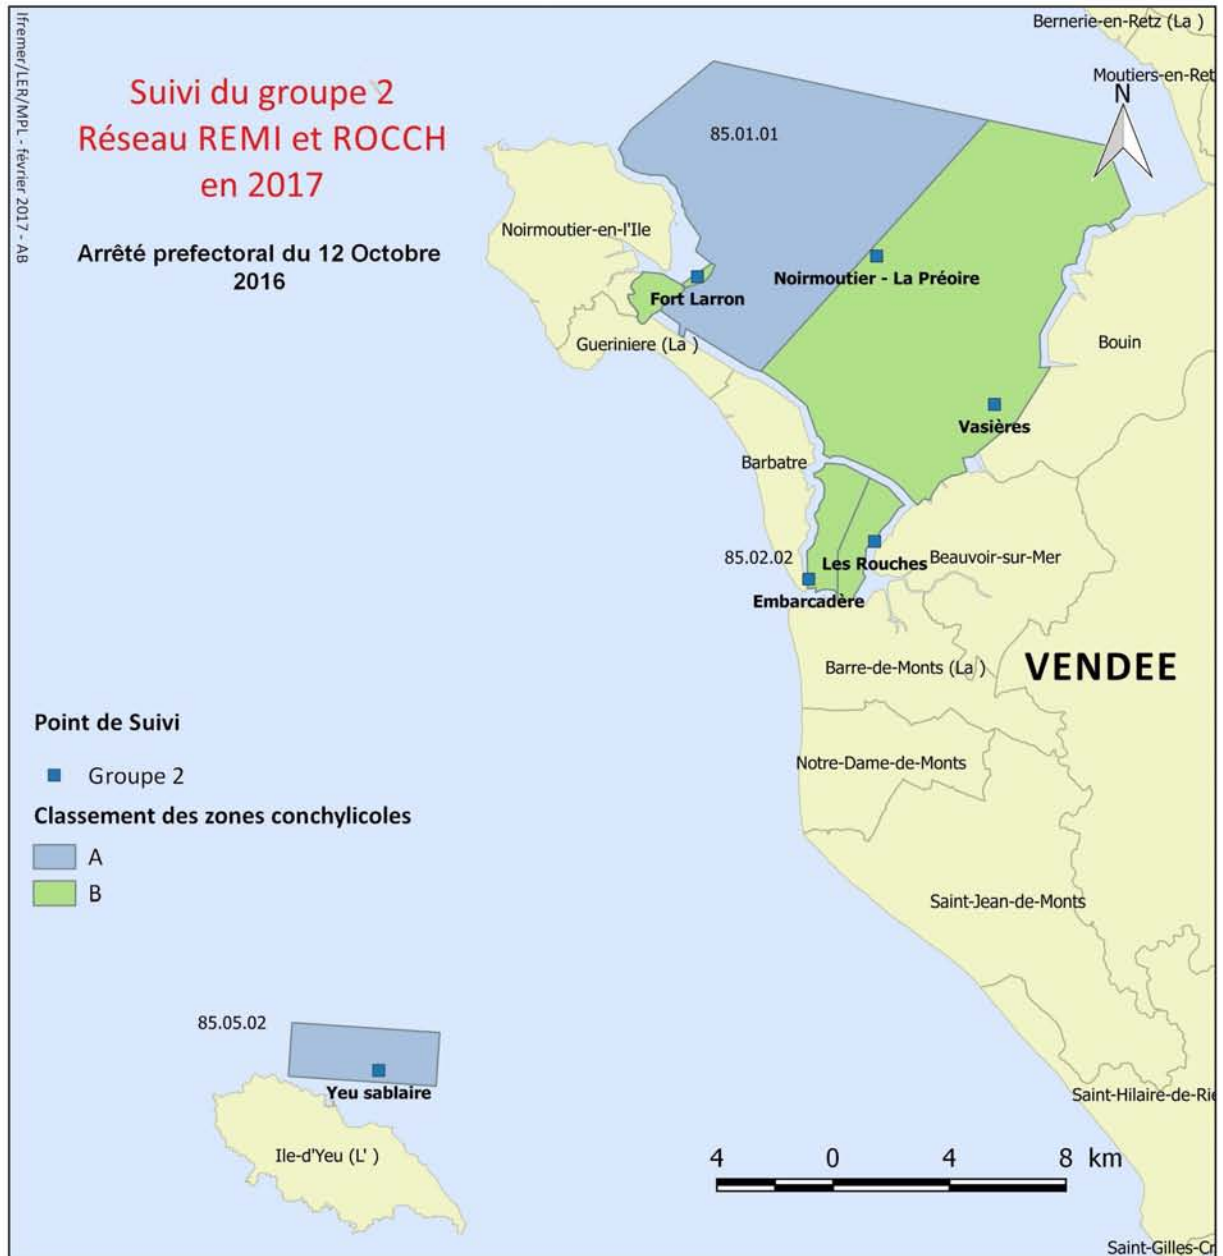 Ifremer/LER/MPL - février 2017 - AB
Suivi du groupe 2
Réseau REMI et ROCCH
en 2017
Arrêté prefectoral du 12 Octobre
2016
Bernerie-en-Retz (La )
Moutiers-en-Ret
N
85.01.01
Noirmoutier-en-l'Ile
Noirmoutier - La Préoire
Fort Larron
Gueriniere (La )
Bouin
Vasières
Barbatre
85.02.02
Les Rouches
Beauvoir-sur-Mer
Embarcadère
Barre-de-Monts (La )
VENDEE
Notre-Dame-de-Monts
Saint-Jean-de-Monts
Point de Suivi
Groupe 2
Classement des zones conchylicoles
A
B
85.05.02
Yeu sablaire
Ile-d'Yeu (L' )
Saint-Hilaire-de-Rie
4 0 4 8 km
Saint-Gilles-Cr